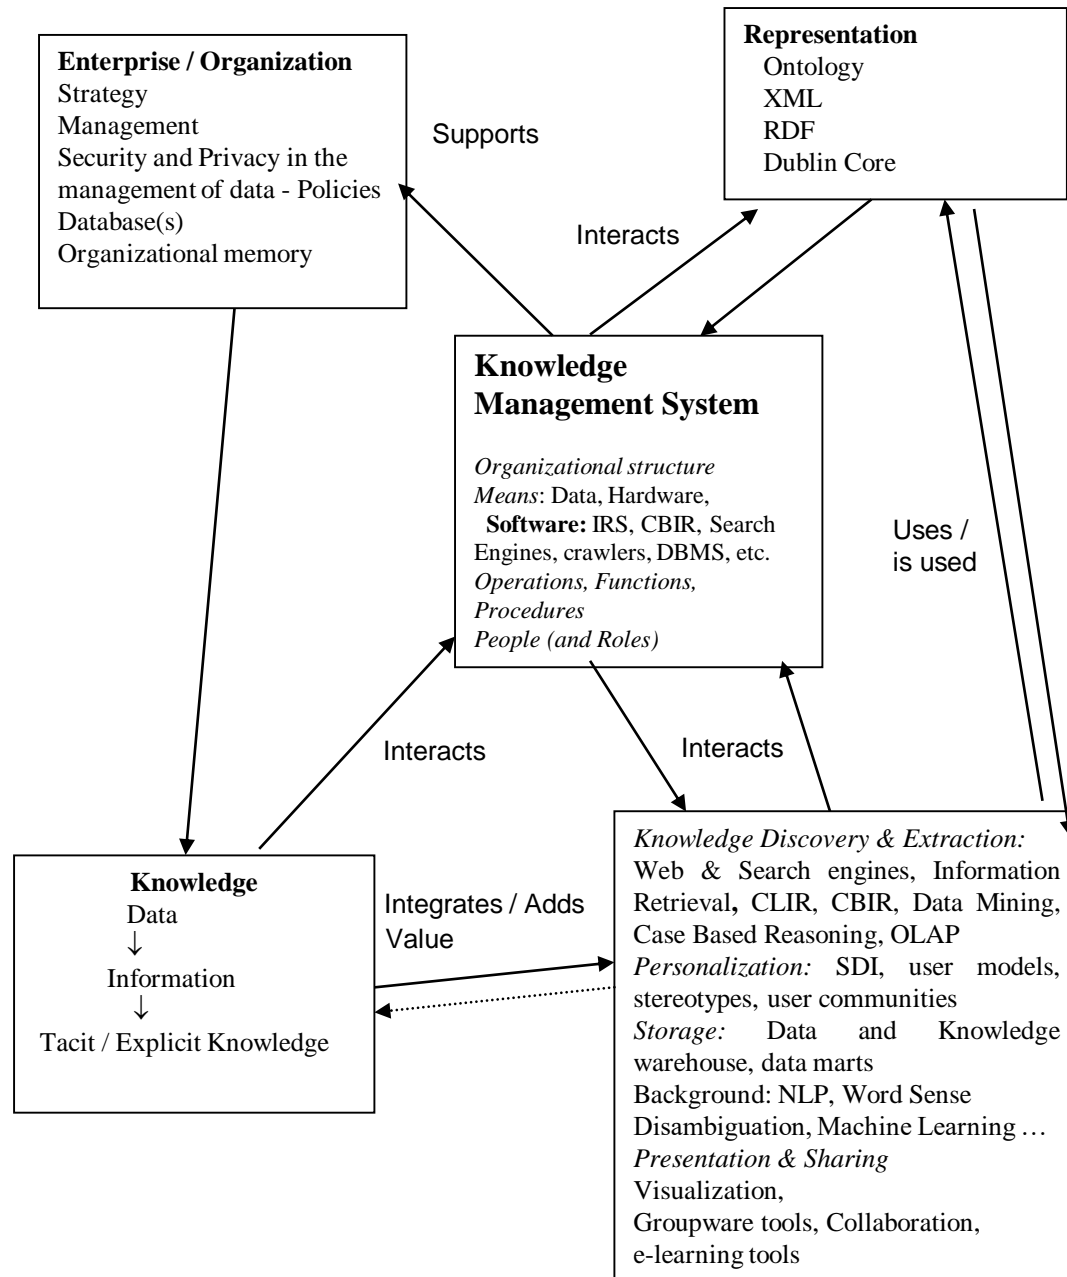 Enterprise / Organization
Strategy
Management
Security and Privacy in the
management of data - Policies
Database(s)
Organizational memory
Supports
Representation
Ontology
XML
RDF
Dublin Core
Interacts
Knowledge
Management System
Organizational structure
Means: Data, Hardware,
Software: IRS, CBIR, Search
Engines, crawlers, DBMS, etc.
Operations, Functions,
Procedures
People (and Roles)
Uses /
is used
Interacts
Interacts
Knowledge
Data
↓
Information
↓
Tacit / Explicit Knowledge
Integrates / Adds
Value
Knowledge Discovery & Extraction:
Web & Search engines, Information
Retrieval, CLIR, CBIR, Data Mining,
Case Based Reasoning, OLAP
Personalization: SDI, user models,
stereotypes, user communities
Storage: Data and Knowledge
warehouse, data marts
Background: NLP, Word Sense
Disambiguation, Machine Learning …
Presentation & Sharing
Visualization,
Groupware tools, Collaboration,
e-learning tools